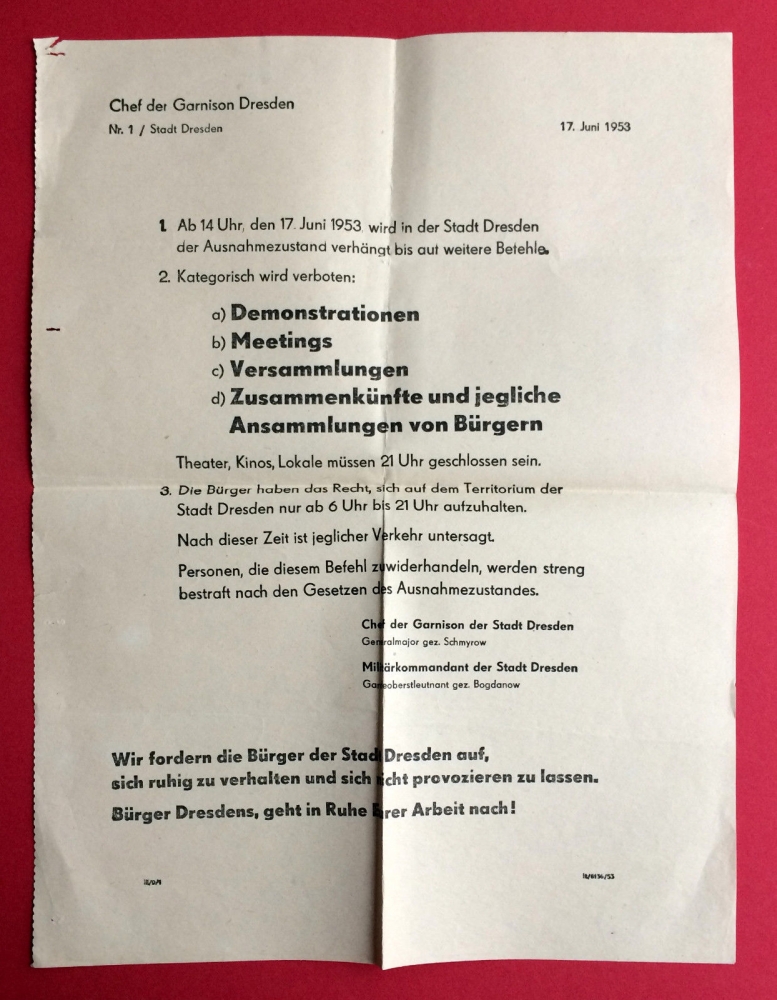 Chef der Garnison Dresden
Nr. 1 / Stadt Dresden
17. Juni 1953
1. Ab 14 Uhr, den 17. Juni 1953, wird in der Stadt Dresden
der Ausnahmezustand verhängt bis auf weitere Befehle.
2. Kategorisch wird verboten:
a) Demonstrationen
b) Meetings
c) Versammlungen
d) Zusammenkünfte und jegliche
Ansammlungen von Bürgern
Theater, Kinos, Lokale müssen 21 Uhr geschlossen sein.
3. Die Bürger haben das Recht, sich auf dem Territorium der
Stadt Dresden nur ab 6 Uhr bis 21 Uhr aufzuhalten.
Nach dieser Zeit ist jeglicher Verkehr untersagt.
Personen, die diesem Befehl zuwiderhandeln, werden streng
bestraft nach den Gesetzen des Ausnahmezustandes.
Chef der Garnison der Stadt Dresden
Generalmajor gez. Schmyrow
Militärkommandant der Stadt Dresden
gez. Bogdanow
Wir fordern die Bürger der Stadt Dresden auf,
sich ruhig zu verhalten und sich nicht provozieren zu lassen.
Bürger Dresdens, geht in Ruhe Ihrer Arbeit nach!